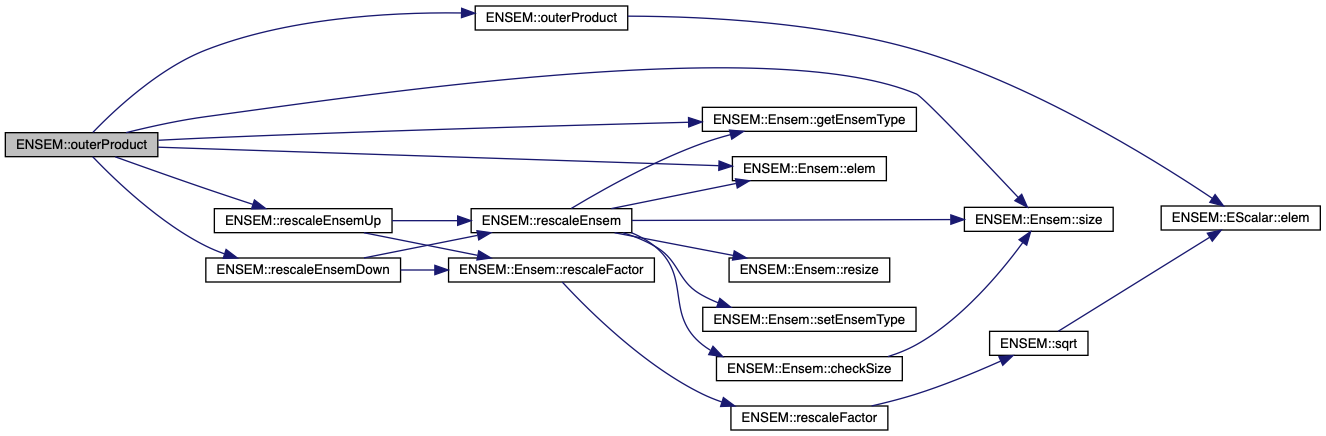 ENSEM::outerProduct
ENSEM::outerProduct
ENSEM::Ensem::getEnsemType
ENSEM::Ensem::elem
ENSEM::rescaleEnsemUp
ENSEM::rescaleEnsem
ENSEM::Ensem::size
ENSEM::EScalar::elem
ENSEM::rescaleEnsemDown
ENSEM::Ensem::rescaleFactor
ENSEM::Ensem::resize
ENSEM::Ensem::setEnsemType
ENSEM::sqrt
ENSEM::Ensem::checkSize
ENSEM::rescaleFactor